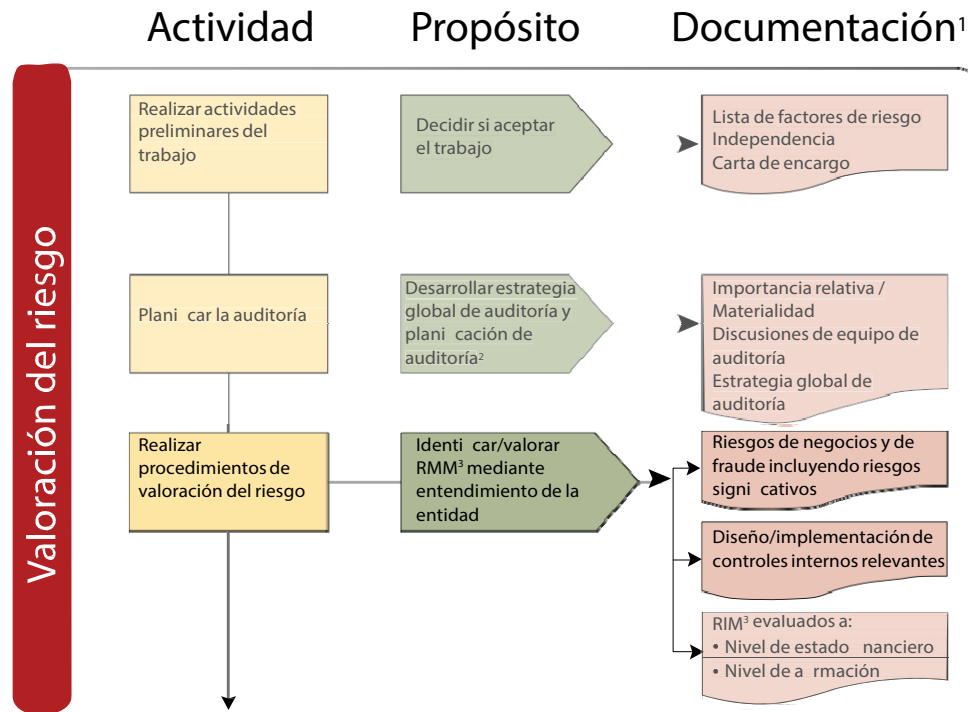 Actividad
Propósito
Documentación¹
Valoración del riesgo
Realizar actividades
preliminares del
trabajo
Decidir si aceptar
el trabajo
Lista de factores de riesgo
Independencia
Carta de encargo
Plani car la auditoría
Desarrollar estrategia
global de auditoría y
plani cación de
auditoría²
Importancia relativa /
Materialidad
Discusiones de equipo de
auditoría
Estrategia global de
auditoría
Realizar
procedimientos de
valoración del riesgo
Identi car/valorar
RMM³ mediante
entendimiento de la
entidad
Riesgos de negocios y de
fraude incluyendo riesgos
signi cativos
Diseño/implementación de
controles internos relevantes
RIM³ evaluados a:
• Nivel de estado nanciero
• Nivel de a rmación